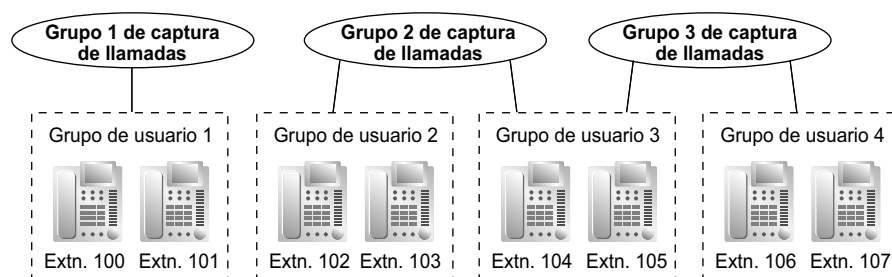 Grupo 1 de captura
de llamadas
Grupo 2 de captura
de llamadas
Grupo 3 de captura
de llamadas
Grupo de usuario 1
Grupo de usuario 2
Grupo de usuario 3
Grupo de usuario 4
Extn. 100 Extn. 101
Extn. 102 Extn. 103
Extn. 104 Extn. 105
Extn. 106 Extn. 107